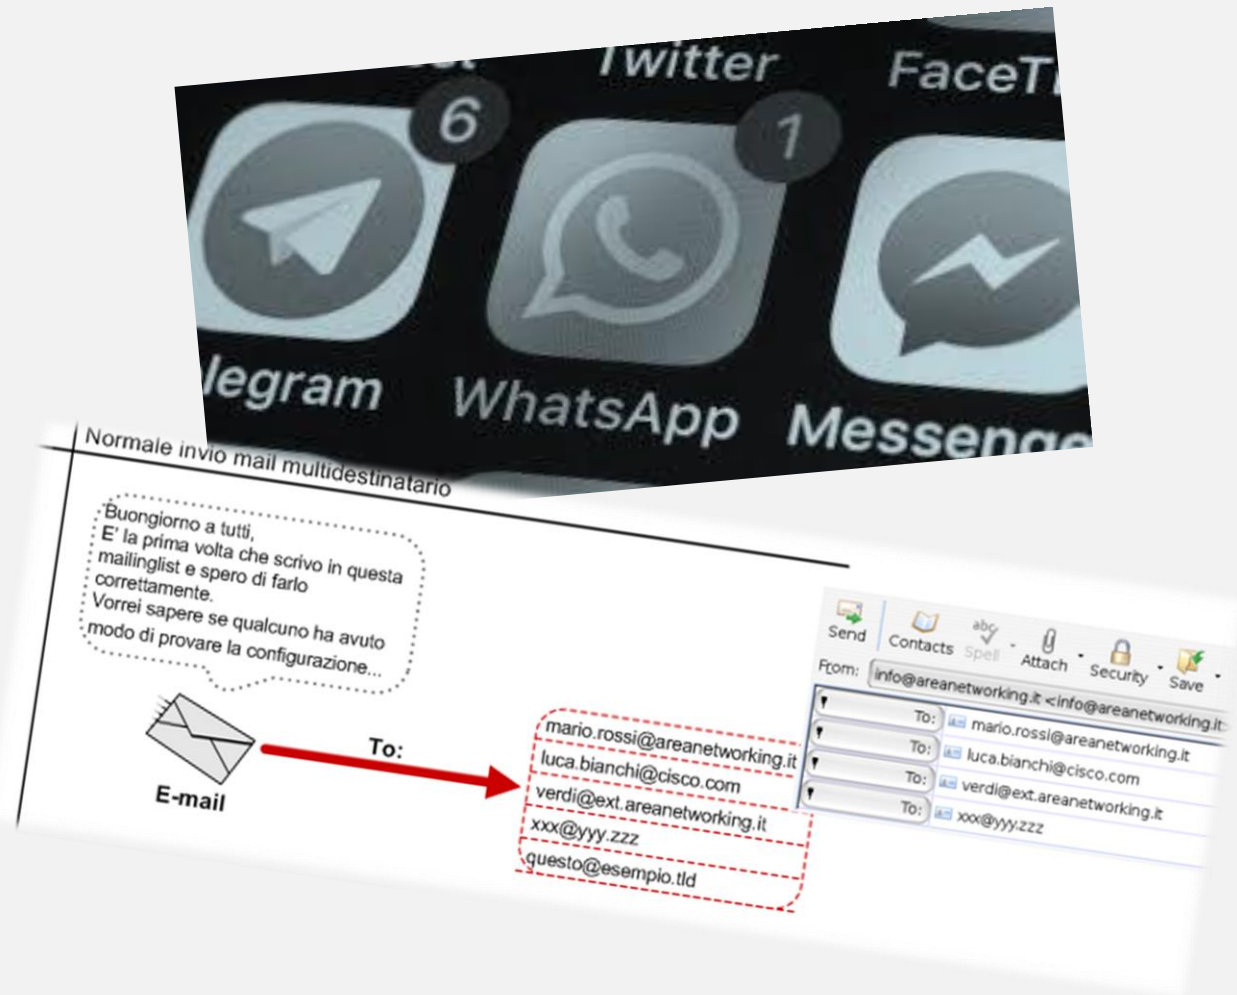 Twitter
FaceTi
6
1
legram
WhatsApp
Messenge
Normale invio mail multidestinatario
Buongiorno a tutti,
E' la prima volta che scrivo in questa
mailinglist e spero di farlo
correttamente.
Vorrei sapere se qualcuno ha avuto
modo di provare la configurazione...
E-mail
To:
mario.rossi@areanetworking.it
luca.bianchi@cisco.com
verdi@ext.areanetworking.it
xxx@yyy.zzz
questo@esempio.tld
Send
Contacts
abc
Spell
Attach
Security
Save
From: info@areanetworking.it <info@areanetworking.it>
To: mario.rossi@areanetworking.it
To: luca.bianchi@cisco.com
To: verdi@ext.areanetworking.it
To: xxx@yyy.zzz